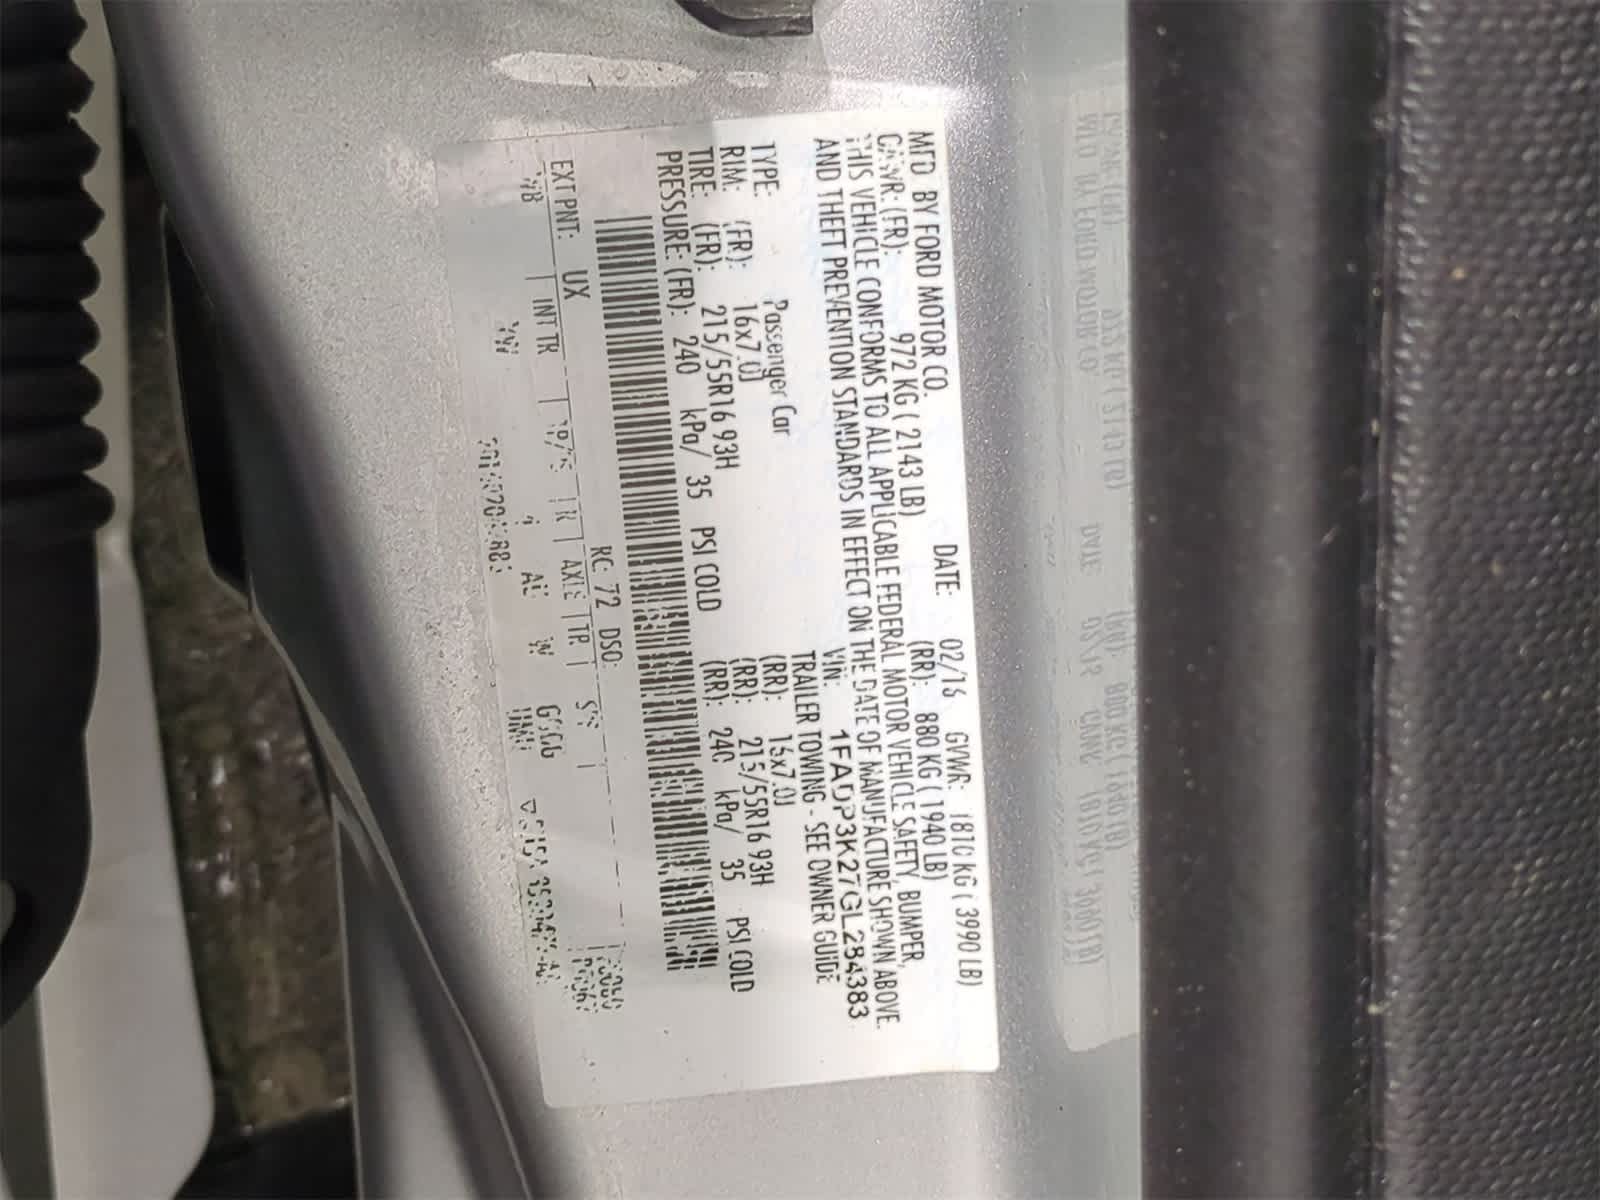 MFD BY FORD MOTOR CO.
DATE: 02/16 GVWR: 1810 KG ( 3990 LB)
GAWR: (FR): 972 KG ( 2143 LB) (RR): 880 KG ( 1940 LB)
THIS VEHICLE CONFORMS TO ALL APPLICABLE FEDERAL MOTOR VEHICLE SAFETY, BUMPER,
AND THEFT PREVENTION STANDARDS IN EFFECT ON THE DATE OF MANUFACTURE SHOWN ABOVE.
VIN: 1FADP3K27GL284383
TYPE: Passenger Car TRAILER TOWING - SEE OWNER GUIDE
RIM: (FR): 16x7.0J (RR): 16x7.0J
TIRE: (FR): 215/55R16 93H (RR): 215/55R16 93H
PRESSURE: (FR): 240 kPa/ 35 PSI COLD (RR): 240 kPa/ 35 PSI COLD
EXT PNT: UX RC: 72 DSO:
INT TR TR AXLE TR